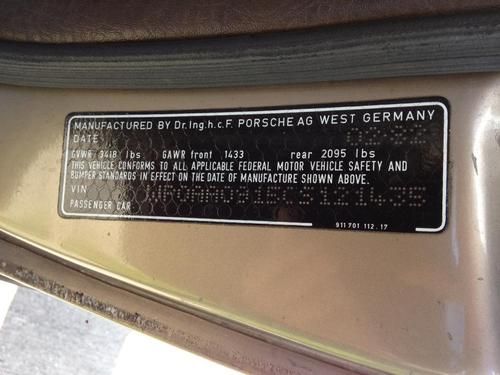 MANUFACTURED BY Dr.Ing.h.c.F. PORSCHE AG WEST GERMANY
DATE
GVWR 3418 lbs GAWR front 1433 rear 2095 lbs
THIS VEHICLE CONFORMS TO ALL APPLICABLE FEDERAL MOTOR VEHICLE SAFETY AND
BUMPER STANDARDS IN EFFECT ON THE DATE OF MANUFACTURE SHOWN ABOVE.
VIN
PASSENGER CAR
911 701 112.17